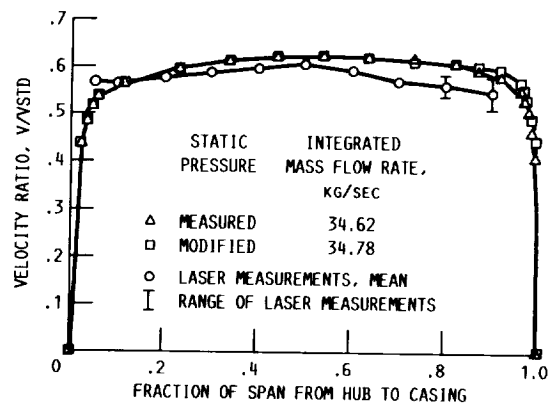 .7
.6
.5
.4
.3
.2
.1
VELOCITY RATIO, V/VSTD
STATIC PRESSURE
INTEGRATED MASS FLOW RATE, KG/SEC
△ MEASURED 34.62
□ MODIFIED 34.78
○ LASER MEASUREMENTS, MEAN
I RANGE OF LASER MEASUREMENTS
0 .2 .4 .6 .8 1.0
FRACTION OF SPAN FROM HUB TO CASING